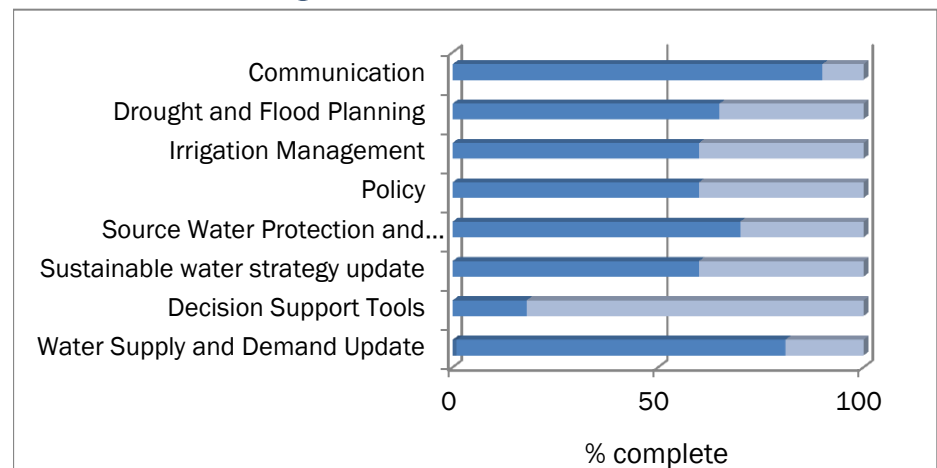 Communication
Drought and Flood Planning
Irrigation Management
Policy
Source Water Protection and...
Sustainable water strategy update
Decision Support Tools
Water Supply and Demand Update
0 50 100
% complete